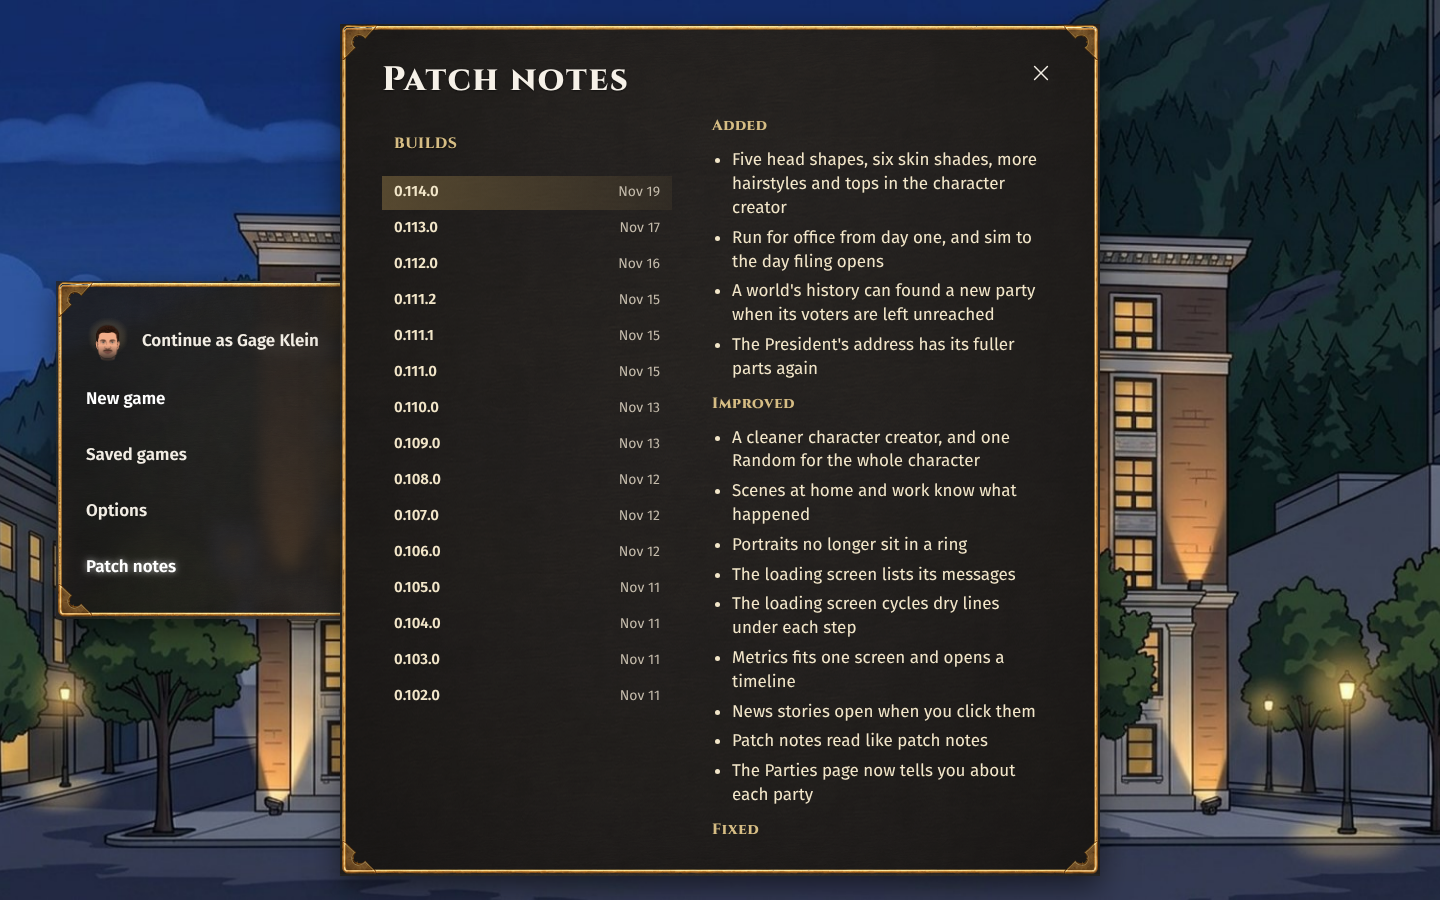 Patch notes
BUILDS
0.114.0 Nov 19
0.113.0 Nov 17
0.112.0 Nov 16
0.111.2 Nov 15
0.111.1 Nov 15
0.111.0 Nov 15
0.110.0 Nov 13
0.109.0 Nov 13
0.108.0 Nov 12
0.107.0 Nov 12
0.106.0 Nov 12
0.105.0 Nov 11
0.104.0 Nov 11
0.103.0 Nov 11
0.102.0 Nov 11
Added
• Five head shapes, six skin shades, more
hairstyles and tops in the character
creator
• Run for office from day one, and sim to
the day filing opens
• A world's history can found a new party
when its voters are left unreached
• The President's address has its fuller
parts again
Improved
• A cleaner character creator, and one
Random for the whole character
• Scenes at home and work know what
happened
• Portraits no longer sit in a ring
• The loading screen lists its messages
• The loading screen cycles dry lines
under each step
• Metrics fits one screen and opens a
timeline
• News stories open when you click them
• Patch notes read like patch notes
• The Parties page now tells you about
each party
Fixed
Continue as Gage Klein
New game
Saved games
Options
Patch notes